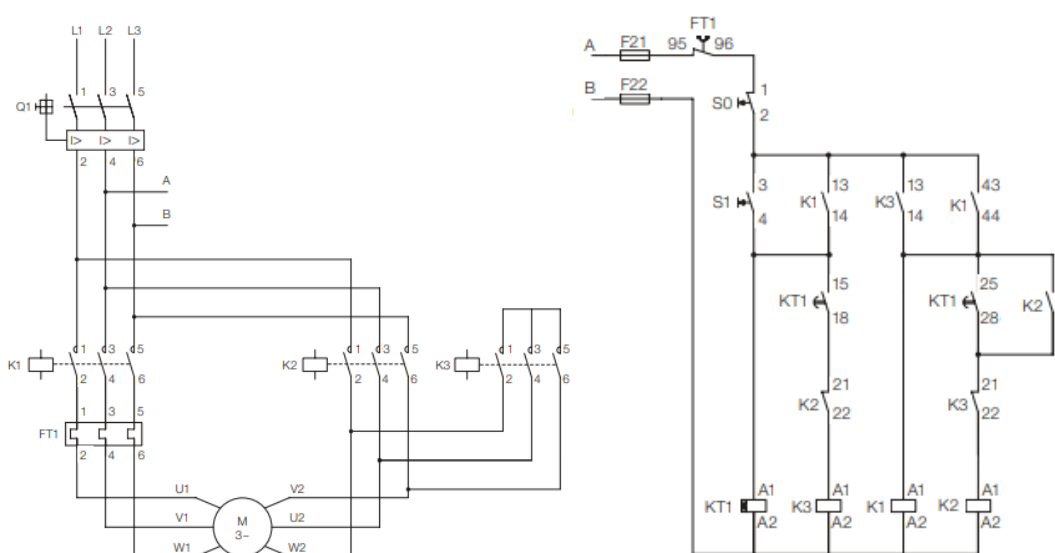 L1 L2 L3
Q1
1 3 5
I> I> I>
2 4 6
A
B
K1
1 3 5
2 4 6
K2
1 3 5
2 4 6
K3
1 3 5
2 4 6
FT1
1 3 5
2 4 6
U1 V2
V1 M U2
3~
W1 W2
FT1
A F21 95 96
B F22
S0
1
2
S1
3
4
K1
13
14
K3
13
14
K1
43
44
KT1
15
18
KT1
25
28
K2
K2
21
22
K3
21
22
KT1
A1
A2
K3
A1
A2
K1
A1
A2
K2
A1
A2